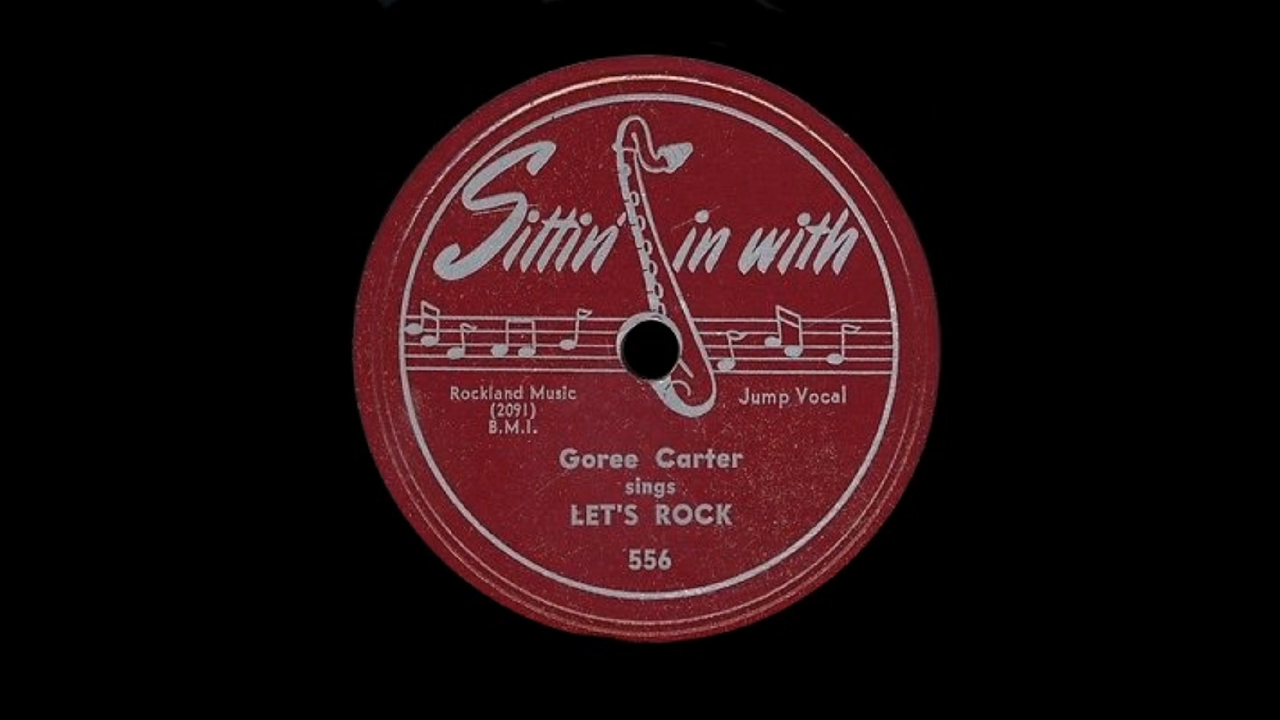 Sittin' in with
Rockland Music
(2091)
B.M.I.
Jump Vocal
Goree Carter
sings
LET'S ROCK
556